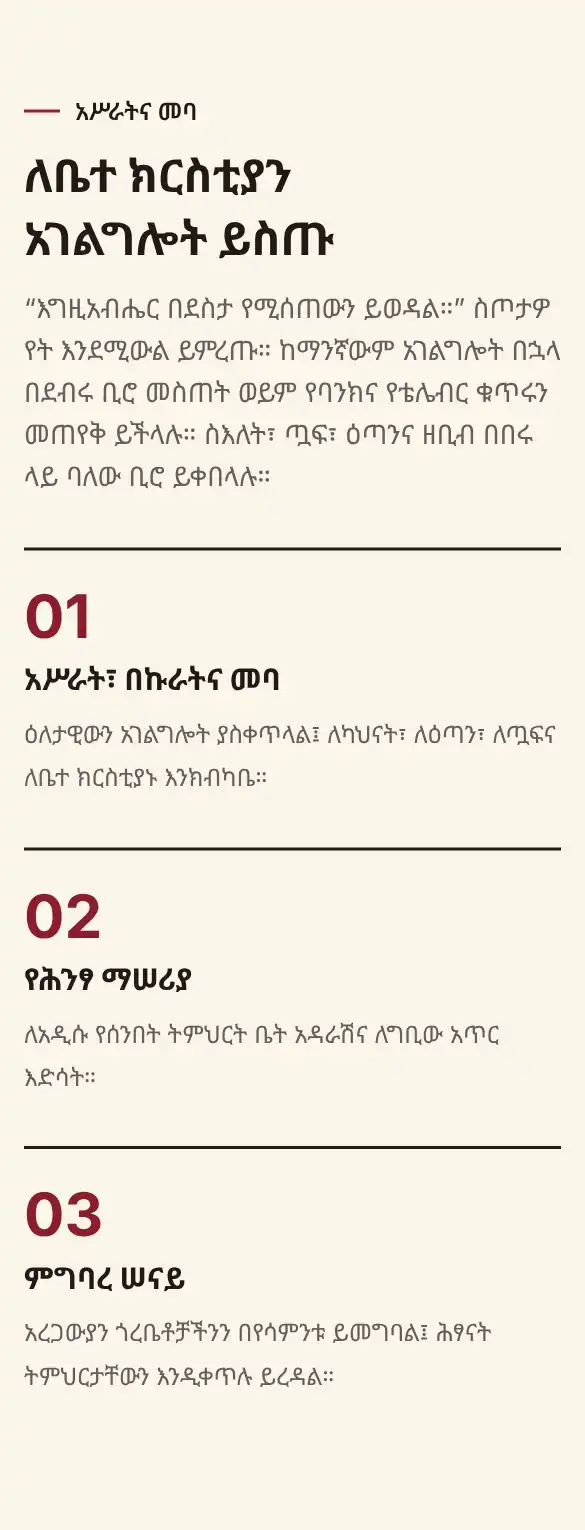 አሥራትና መባ
ለቤተ ክርስቲያን
አገልግሎት ይስጡ
“እግዚአብሔር በደስታ የሚሰጠውን ይወዳል።” ስጦታዎ
የት እንደሚውል ይምረጡ። ከማንኛውም አገልግሎት በኋላ
በደብሩ ቢሮ መስጠት ወይም የባንክና የቴሌብር ቁጥሩን
መጠየቅ ይችላሉ። ስእለት፣ ጧፍ፣ ዕጣንና ዘቢብ በበሩ
ላይ ባለው ቢሮ ይቀበላሉ።
01
አሥራት፣ በኩራትና መባ
ዕለታዊውን አገልግሎት ያስቀጥላል፤ ለካህናት፣ ለዕጣን፣ ለጧፍና
ለቤተ ክርስቲያኑ እንክብካቤ።
02
የሕንፃ ማሠሪያ
ለአዲሱ የሰንበት ትምህርት ቤት አዳራሽና ለግቢው አጥር
እድሳት።
03
ምግባረ ሠናይ
አረጋውያን ጎረቤቶቻችንን በየሳምንቱ ይመግባል፤ ሕፃናት
ትምህርታቸውን እንዲቀጥሉ ይረዳል።